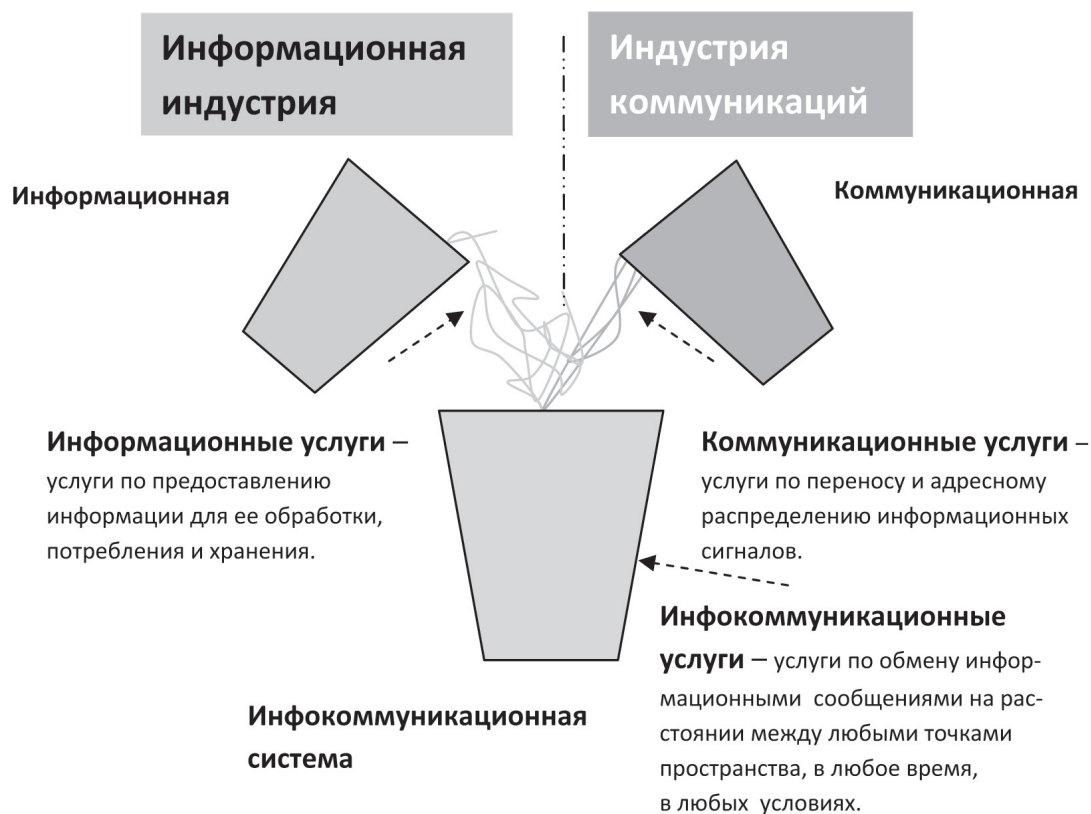 Информационная
индустрия
Индустрия
коммуникаций
Информационная
Коммуникационная
Информационные услуги –
услуги по предоставлению
информации для ее обработки,
потребления и хранения.
Коммуникационные услуги –
услуги по переносу и адресному
распределению информационных
сигналов.
Инфокоммуникационные
услуги – услуги по обмену инфор-
мационными сообщениями на рас-
стоянии между любыми точками
пространства, в любое время,
в любых условиях.
Инфокоммуникационная
система